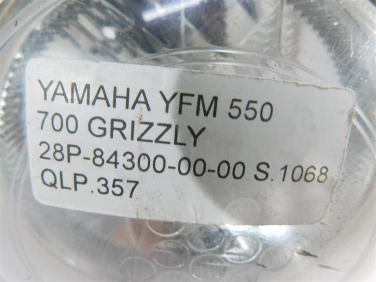 YAMAHA YFM 550
700 GRIZZLY
28P-84300-00-00 S.1068
QLP.357